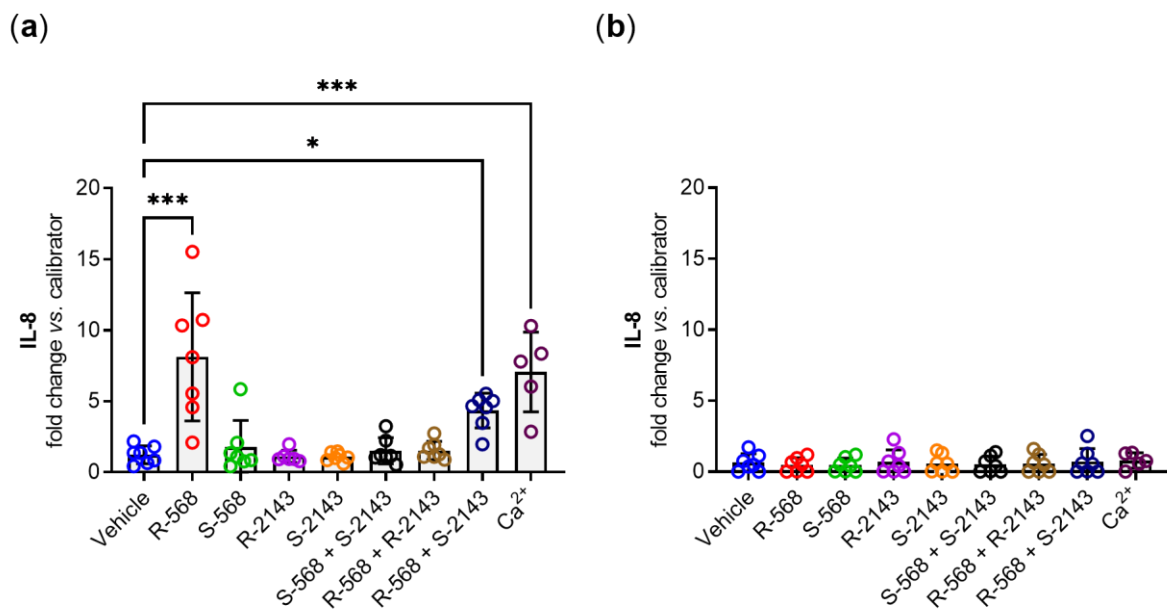 (a)
***
*
***
20
15
10
5
0
IL-8
fold change vs. calibrator
Vehicle
R-568
S-568
R-2143
S-2143
S-568 + S-2143
R-568 + R-2143
R-568 + S-2143
Ca²⁺
(b)
20
15
10
5
0
IL-8
fold change vs. calibrator
Vehicle
R-568
S-568
R-2143
S-2143
S-568 + S-2143
R-568 + R-2143
R-568 + S-2143
Ca²⁺